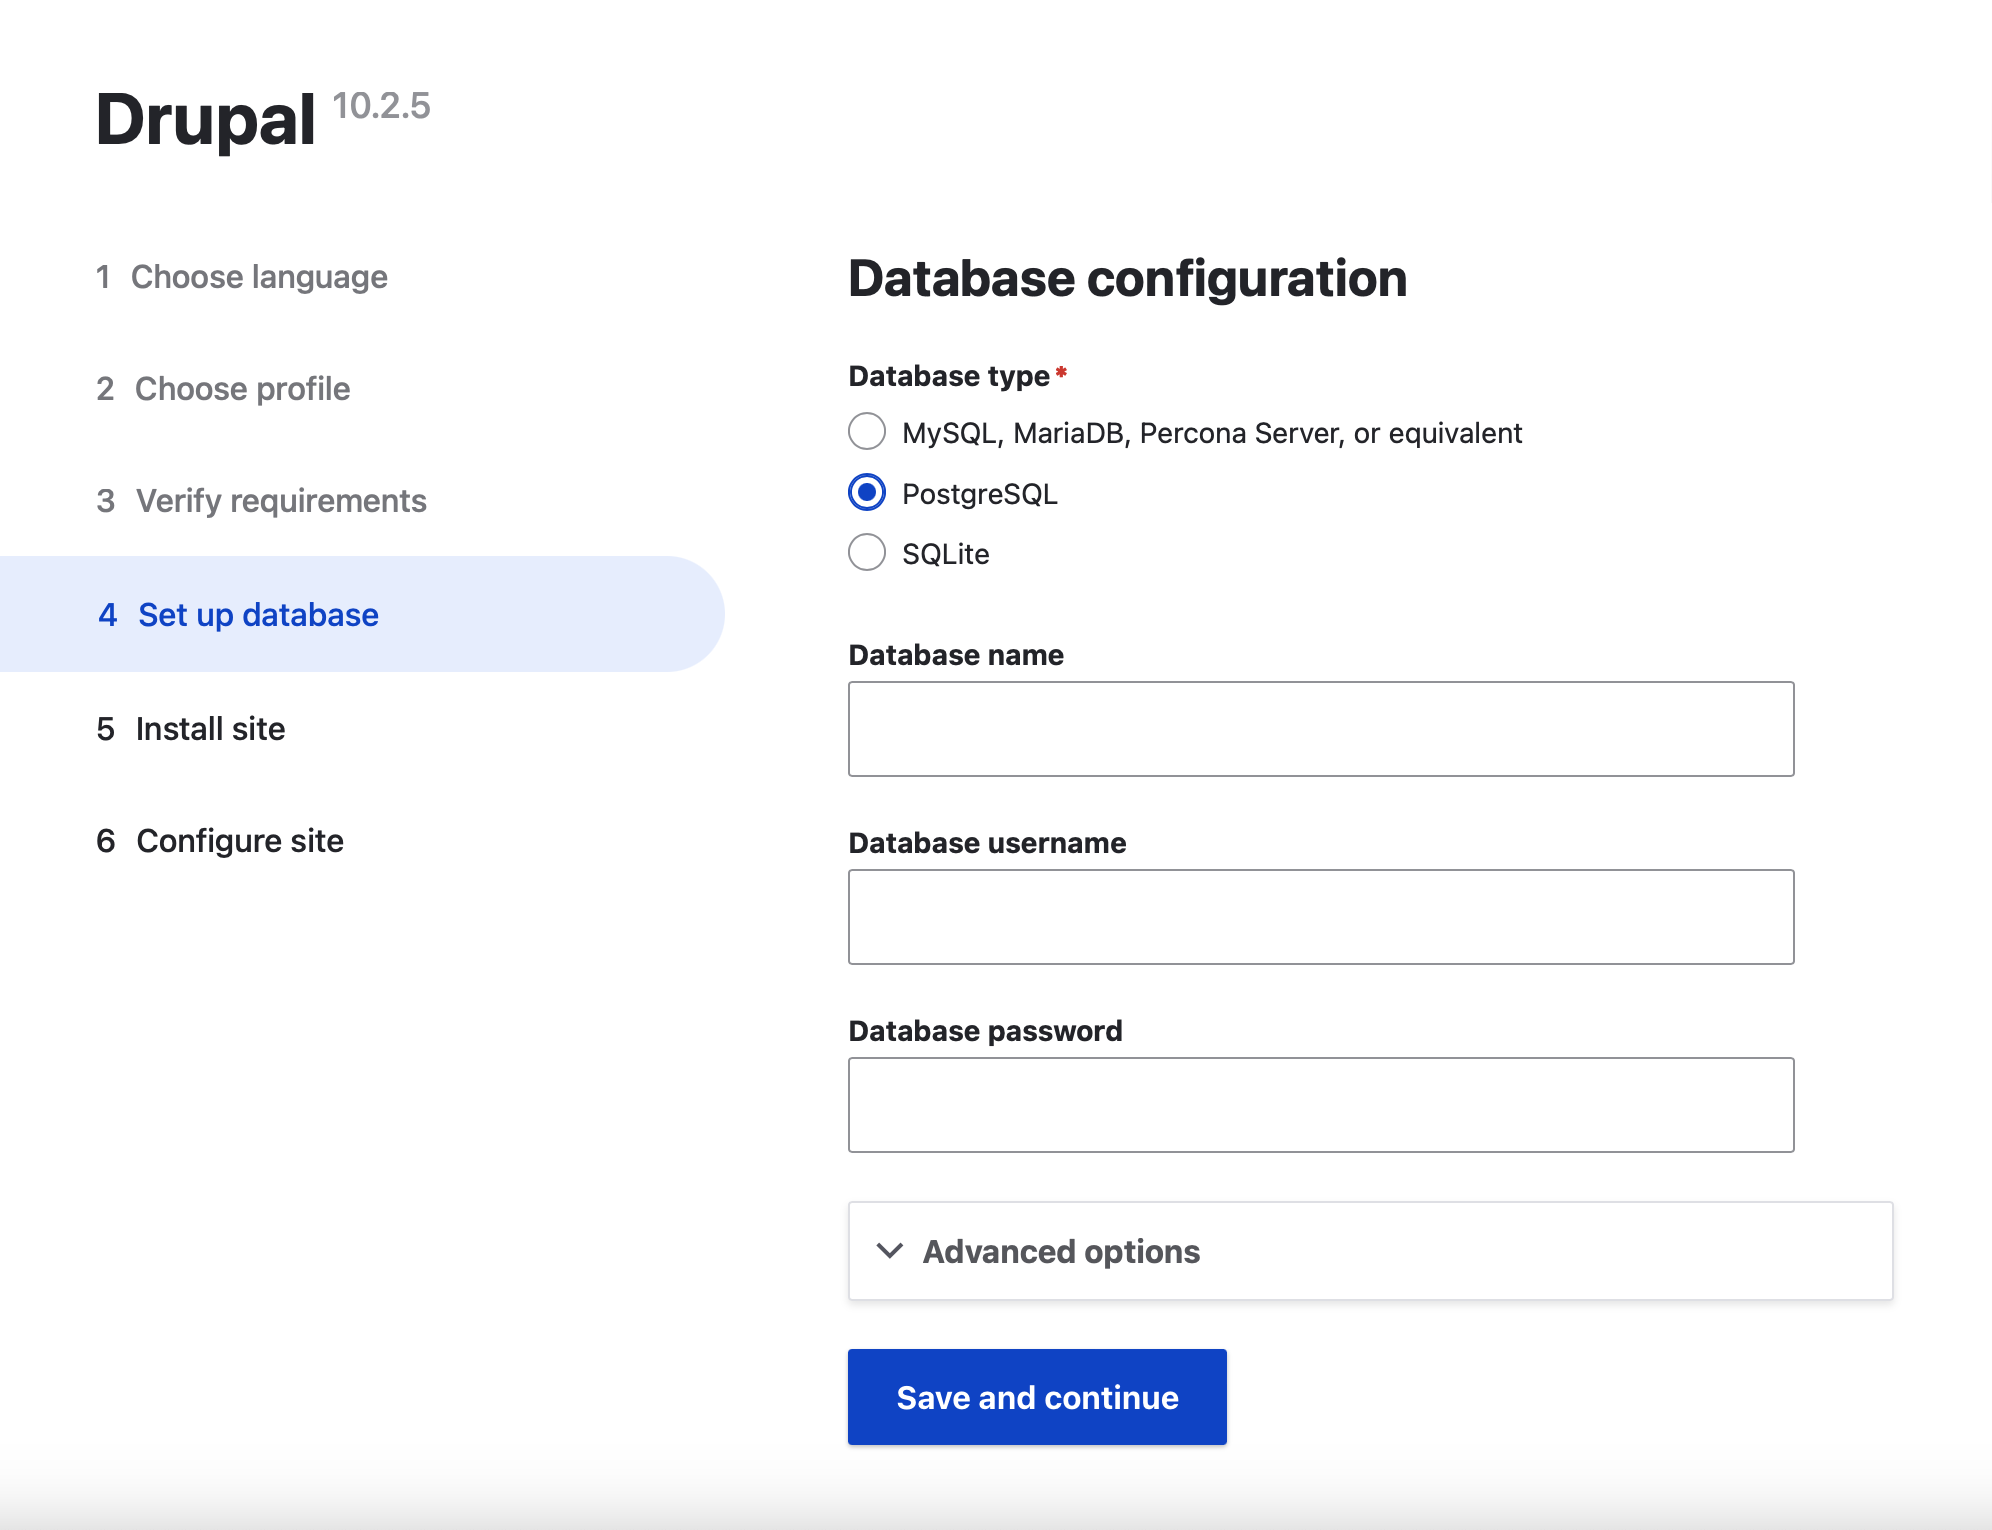 Drupal 10.2.5
1 Choose language
2 Choose profile
3 Verify requirements
4 Set up database
5 Install site
6 Configure site
Database configuration
Database type*
MySQL, MariaDB, Percona Server, or equivalent
PostgreSQL
SQLite
Database name
Database username
Database password
Advanced options
Save and continue